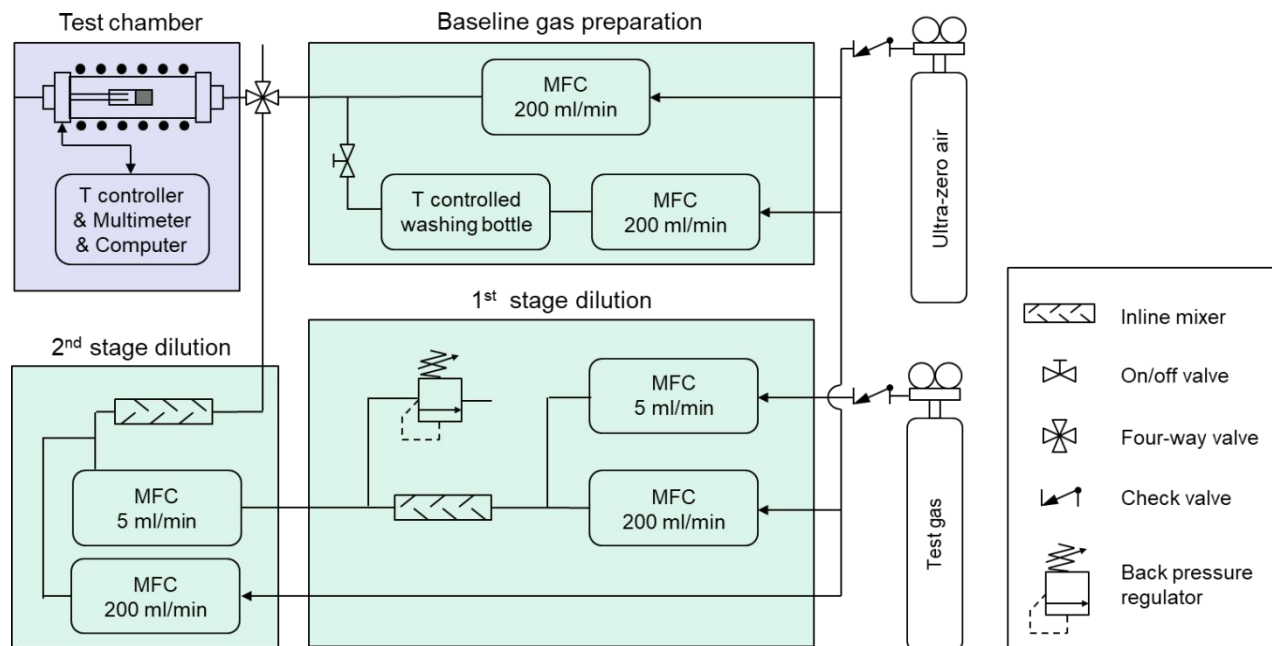 Test chamber
T controller
& Multimeter
& Computer
Baseline gas preparation
MFC
200 ml/min
T controlled
washing bottle
MFC
200 ml/min
Ultra-zero air
2nd stage dilution
MFC
5 ml/min
MFC
200 ml/min
1st stage dilution
MFC
5 ml/min
MFC
200 ml/min
Test gas
Inline mixer
On/off valve
Four-way valve
Check valve
Back pressure
regulator